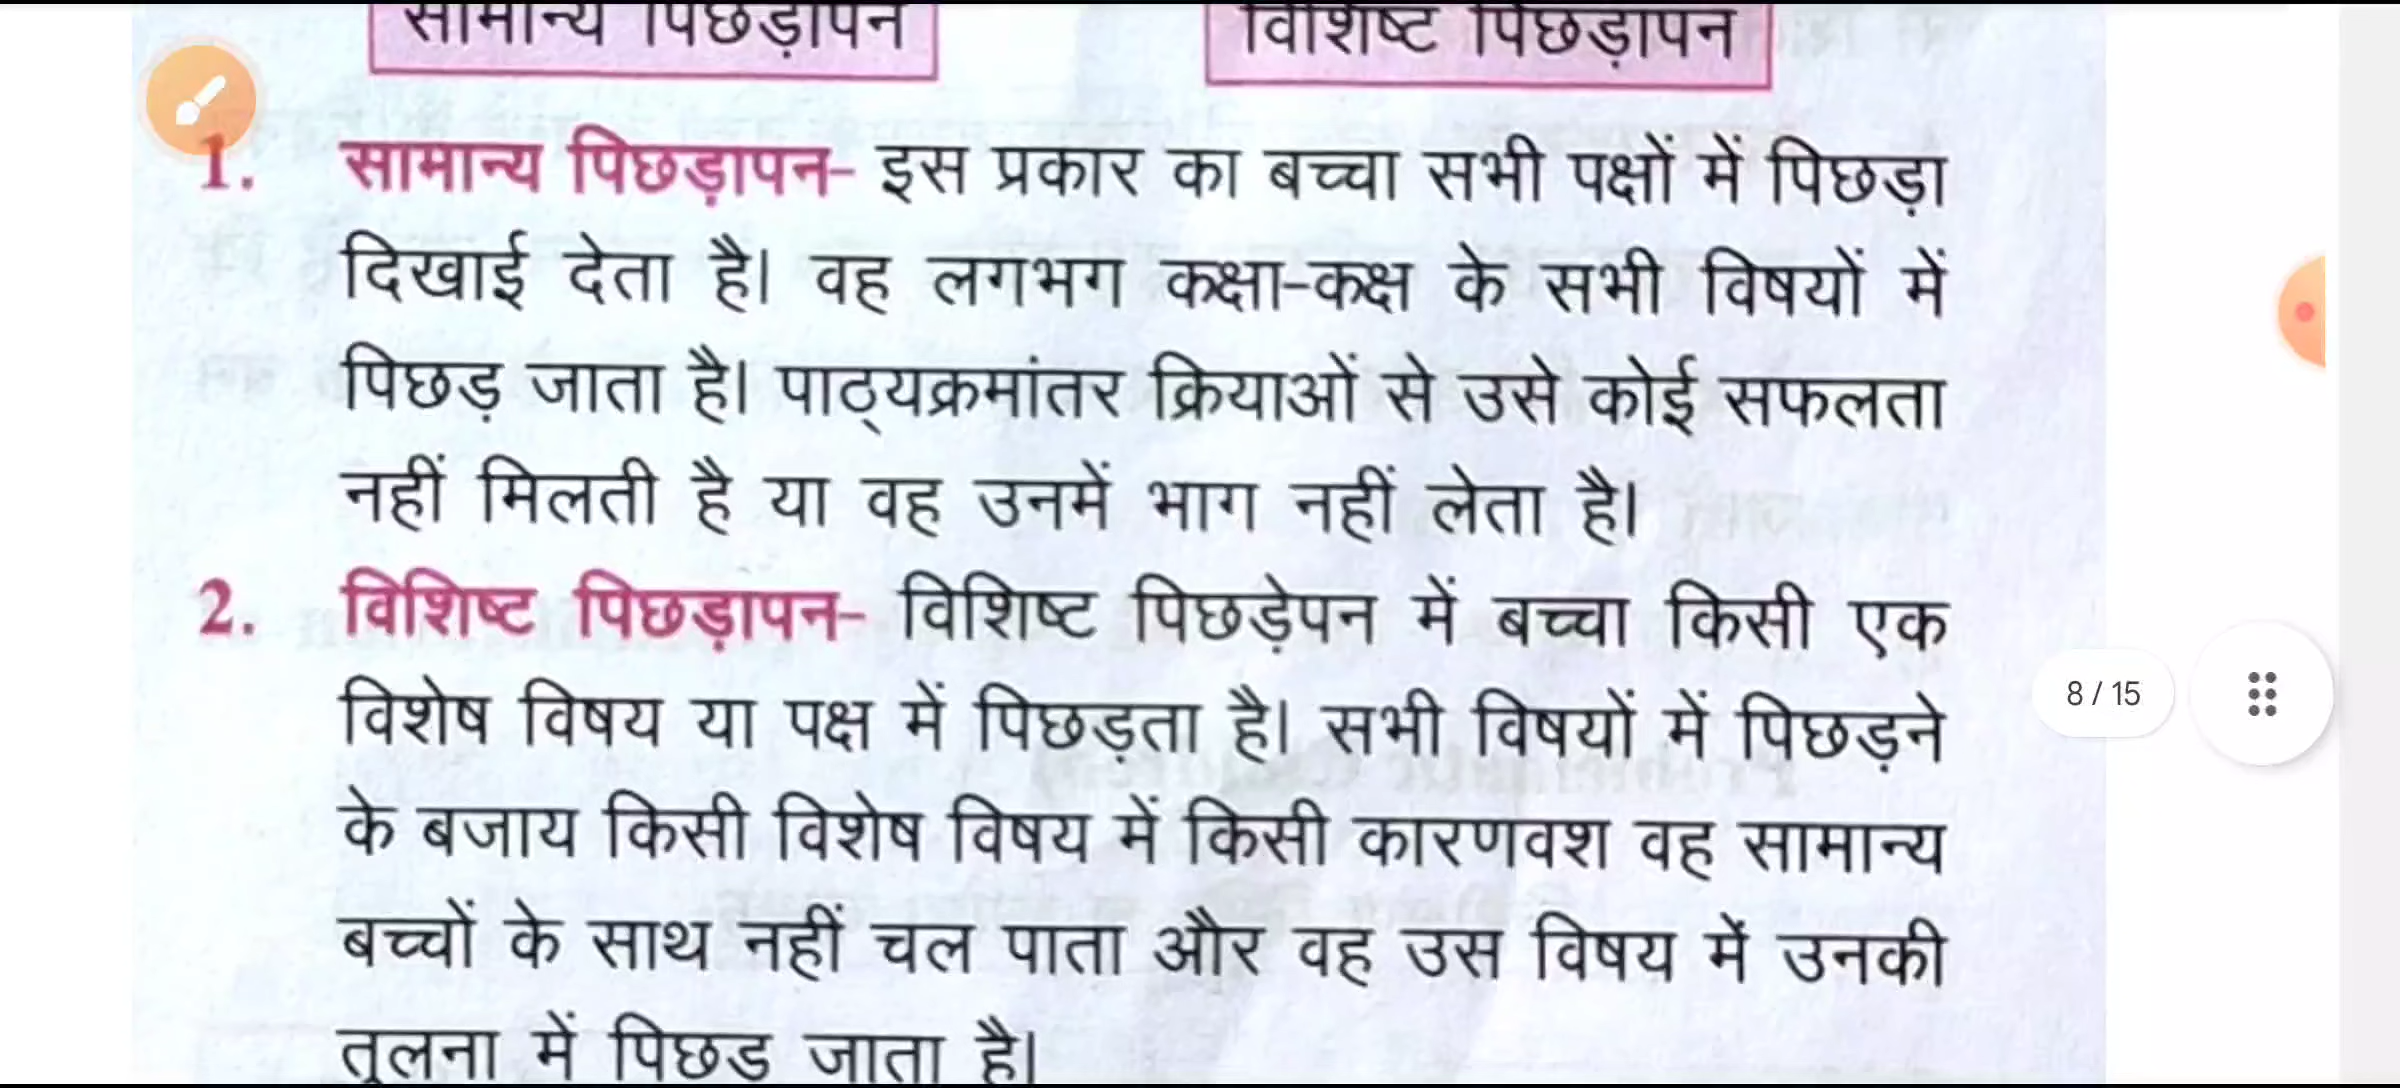 सामान्य पिछड़ापन
विशिष्ट पिछड़ापन
1. सामान्य पिछड़ापन- इस प्रकार का बच्चा सभी पक्षों में पिछड़ा
दिखाई देता है। वह लगभग कक्षा-कक्ष के सभी विषयों में
पिछड़ जाता है। पाठ्यक्रमांतर क्रियाओं से उसे कोई सफलता
नहीं मिलती है या वह उनमें भाग नहीं लेता है।
2. विशिष्ट पिछड़ापन- विशिष्ट पिछड़ेपन में बच्चा किसी एक
विशेष विषय या पक्ष में पिछड़ता है। सभी विषयों में पिछड़ने
8 / 15
के बजाय किसी विशेष विषय में किसी कारणवश वह सामान्य
बच्चों के साथ नहीं चल पाता और वह उस विषय में उनकी
तुलना में पिछड़ जाता है।